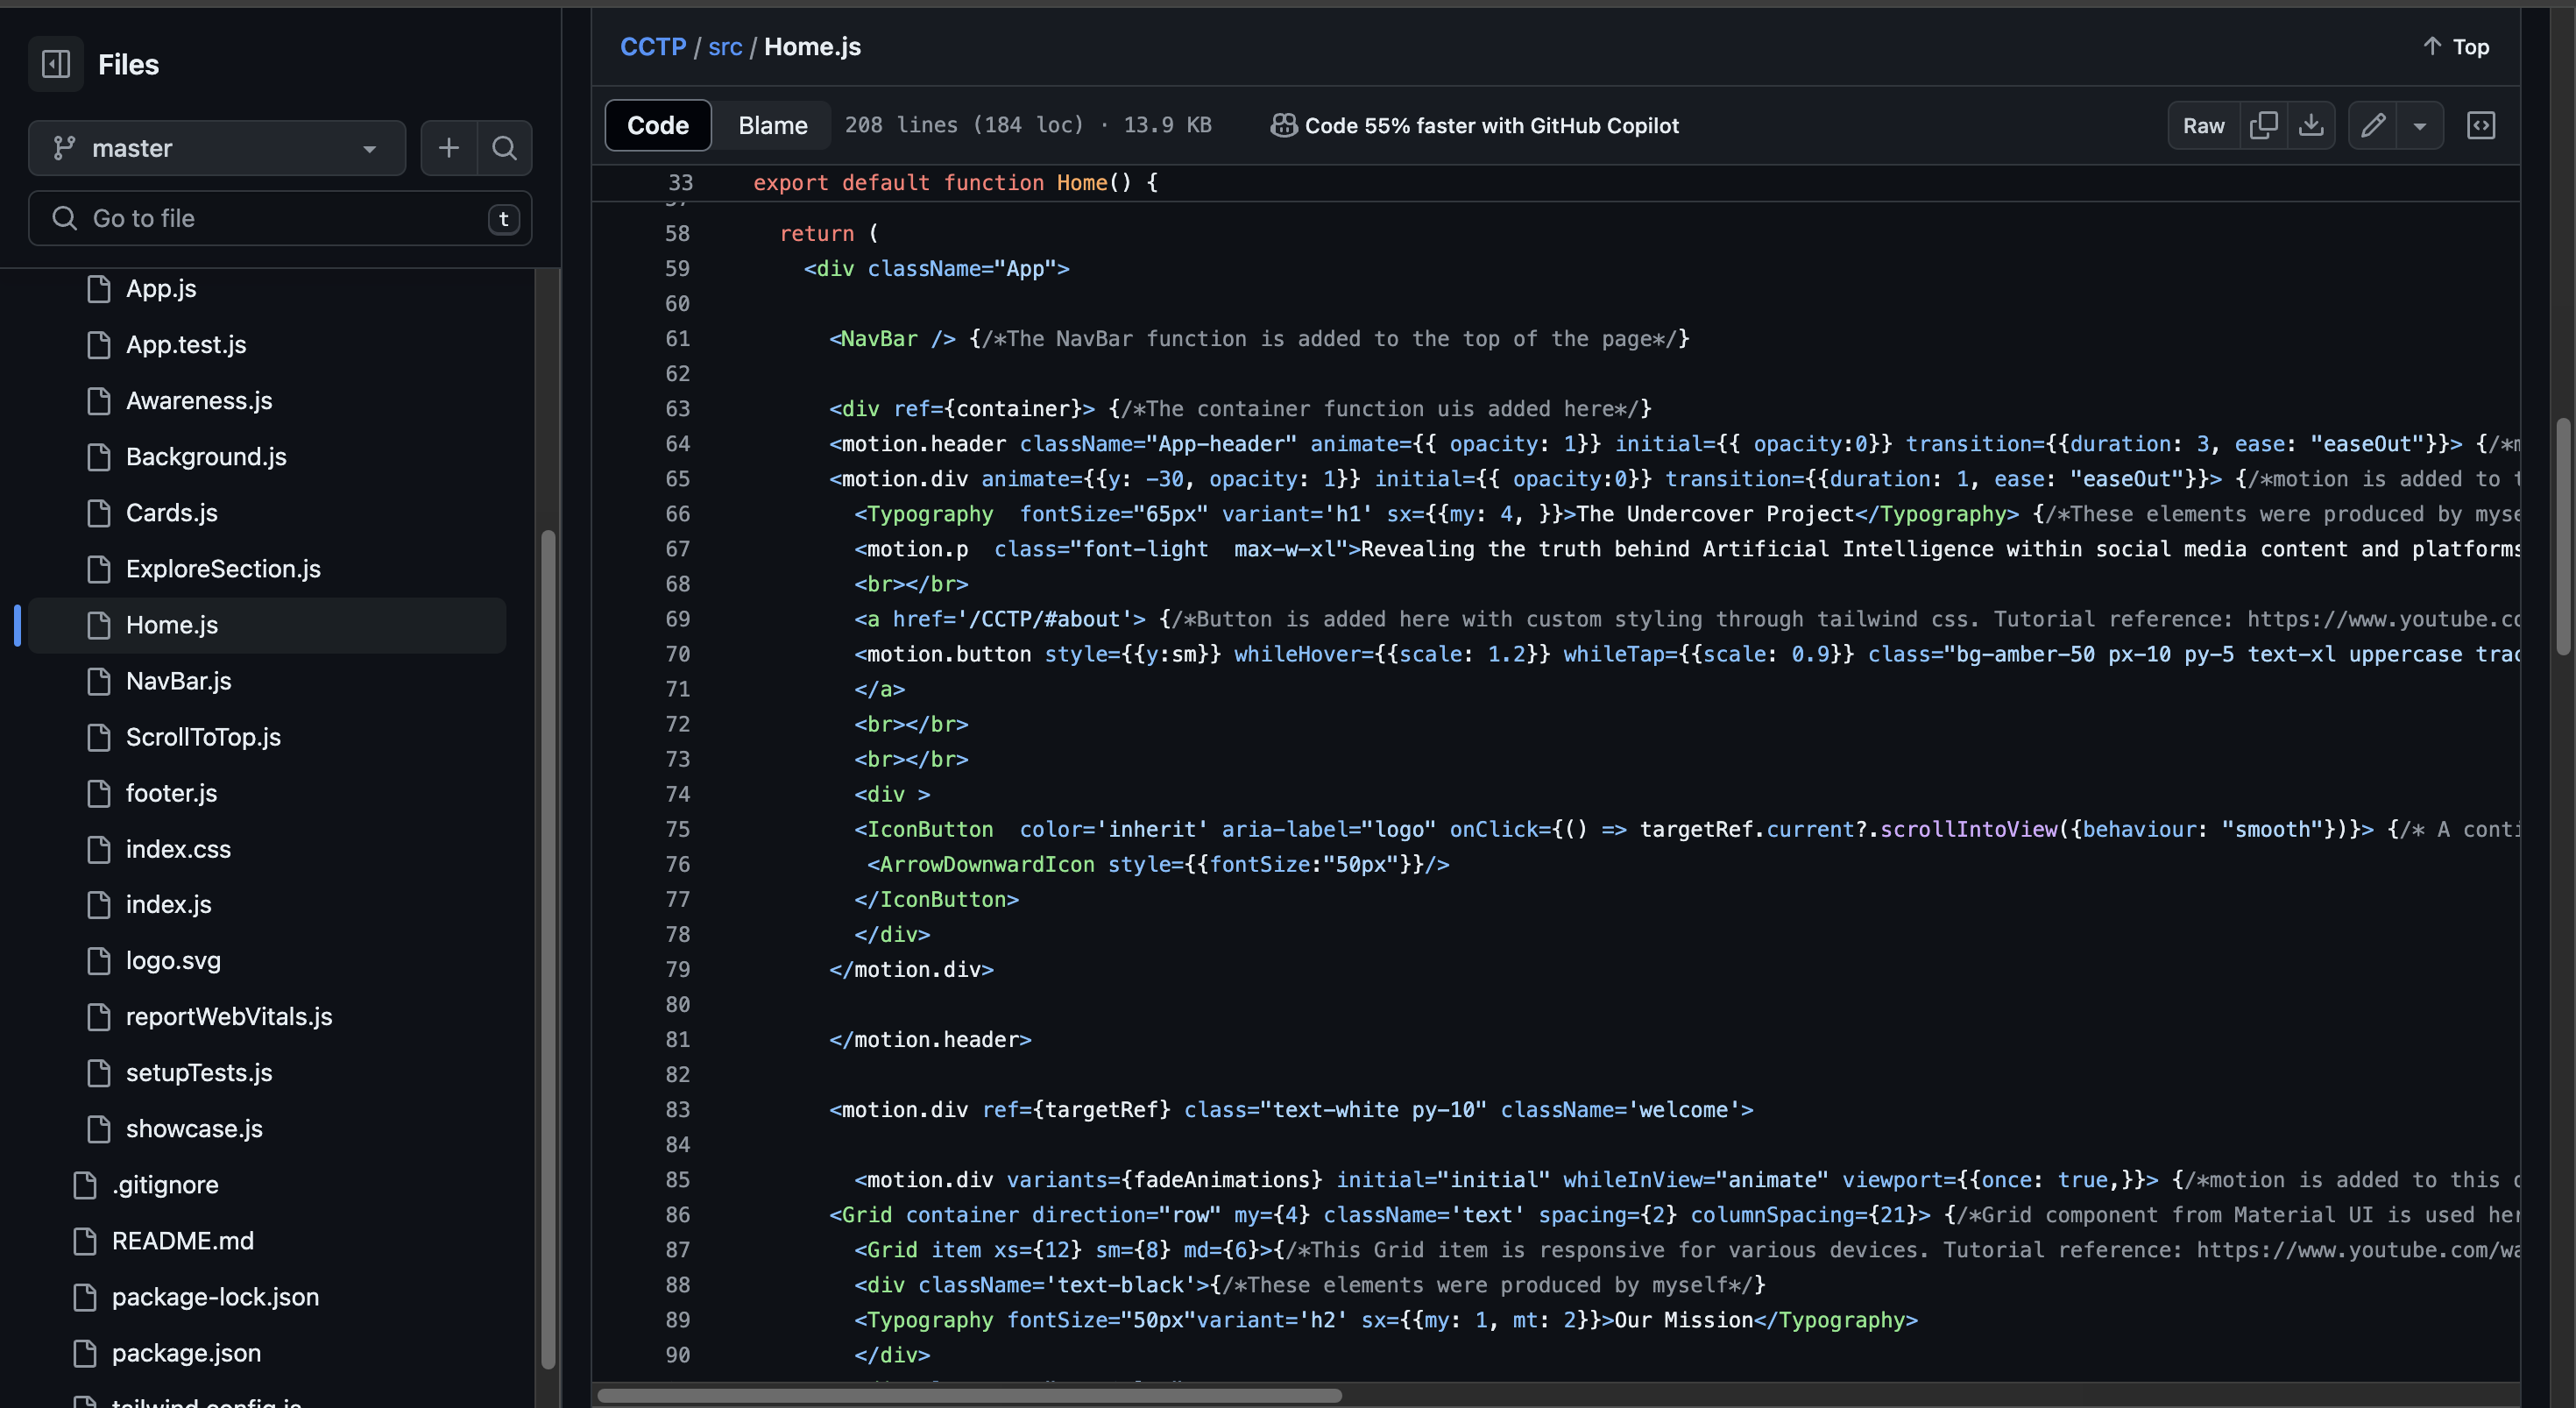 Files
master
Go to file
t
App.js
App.test.js
Awareness.js
Background.js
Cards.js
ExploreSection.js
Home.js
NavBar.js
ScrollToTop.js
footer.js
index.css
index.js
logo.svg
reportWebVitals.js
setupTests.js
showcase.js
.gitignore
README.md
package-lock.json
package.json
tailwind.config.js
CCTP / src / Home.js
Top
Code
Blame
208 lines (184 loc) · 13.9 KB
Code 55% faster with GitHub Copilot
Raw
33 export default function Home() {
58 return (
59 <div className="App">
60
61 <NavBar /> {/*The NavBar function is added to the top of the page*/}
62
63 <div ref={container}> {/*The container function uis added here*/}
64 <motion.header className="App-header" animate={{ opacity: 1}} initial={{ opacity:0}} transition={{duration: 3, ease: "easeOut"}}> {/*
65 <motion.div animate={{y: -30, opacity: 1}} initial={{ opacity:0}} transition={{duration: 1, ease: "easeOut"}}> {/*motion is added to
66 <Typography  fontSize="65px" variant='h1' sx={{my: 4, }}>The Undercover Project</Typography> {/*These elements were produced by myse
67 <motion.p  class="font-light  max-w-xl">Revealing the truth behind Artificial Intelligence within social media content and platforms
68 <br></br>
69 <a href='/CCTP/#about'> {/*Button is added here with custom styling through tailwind css. Tutorial reference: https://www.youtube.co
70 <motion.button style={{y:sm}} whileHover={{scale: 1.2}} whileTap={{scale: 0.9}} class="bg-amber-50 px-10 py-5 text-xl uppercase trac
71 </a>
72 <br></br>
73 <br></br>
74 <div >
75 <IconButton  color='inherit' aria-label="logo" onClick={() => targetRef.current?.scrollIntoView({behaviour: "smooth"})}> {/* A conti
76 <ArrowDownwardIcon style={{fontSize:"50px"}}/>
77 </IconButton>
78 </div>
79 </motion.div>
80
81 </motion.header>
82
83 <motion.div ref={targetRef} class="text-white py-10" className='welcome'>
84
85 <motion.div variants={fadeAnimations} initial="initial" whileInView="animate" viewport={{once: true,}}> {/*motion is added to this
86 <Grid container direction="row" my={4} className='text' spacing={2} columnSpacing={21}> {/*Grid component from Material UI is used her
87 <Grid item xs={12} sm={8} md={6}>{/*This Grid item is responsive for various devices. Tutorial reference: https://www.youtube.com/wa
88 <div className='text-black'>{/*These elements were produced by myself*/}
89 <Typography fontSize="50px"variant='h2' sx={{my: 1, mt: 2}}>Our Mission</Typography>
90 </div>